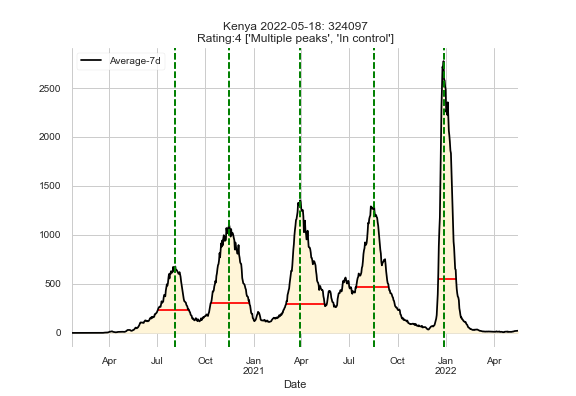 Kenya 2022-05-18: 324097
Rating:4 ['Multiple peaks', 'In control']
Average-7d
2500
2000
1500
1000
500
0
Apr Jul Oct Jan Apr Jul Oct Jan Apr
2021 2022
Date